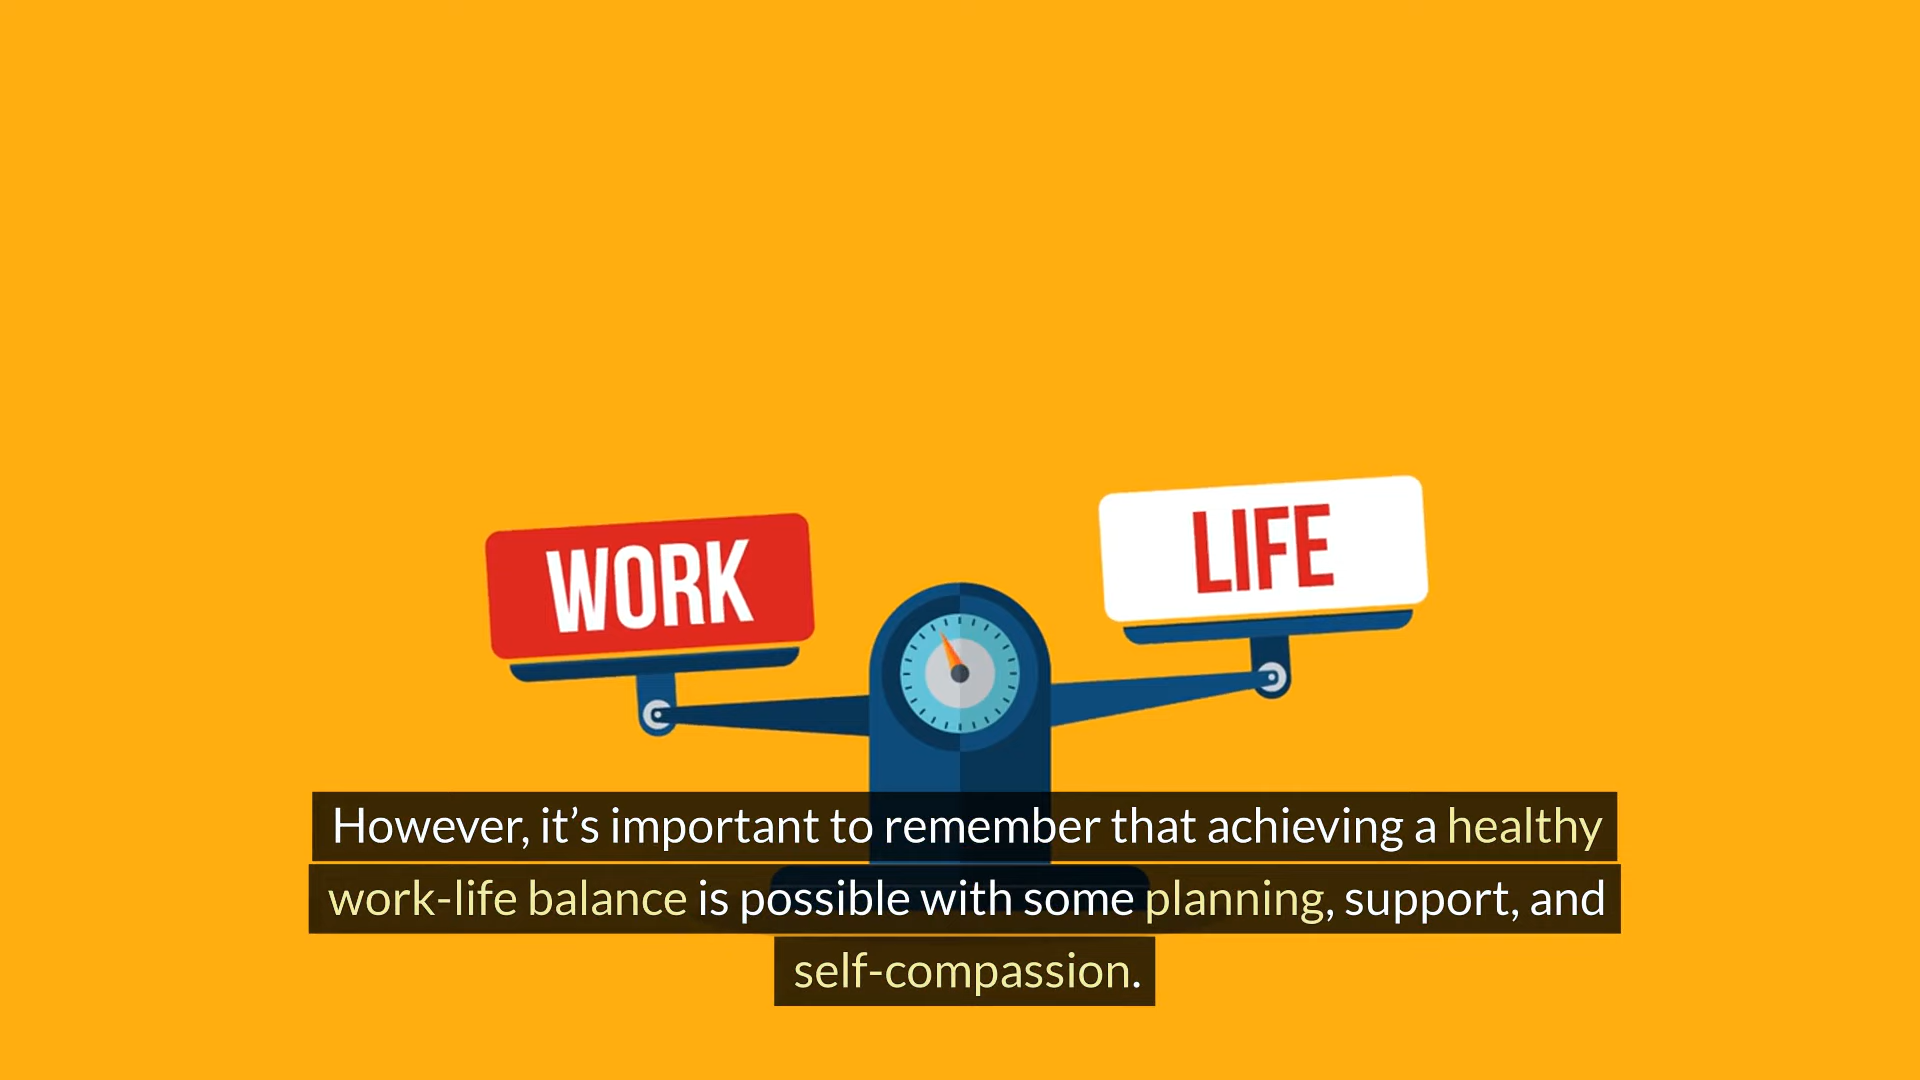 WORK
LIFE
However, it’s important to remember that achieving a healthy
work-life balance is possible with some planning, support, and
self-compassion.